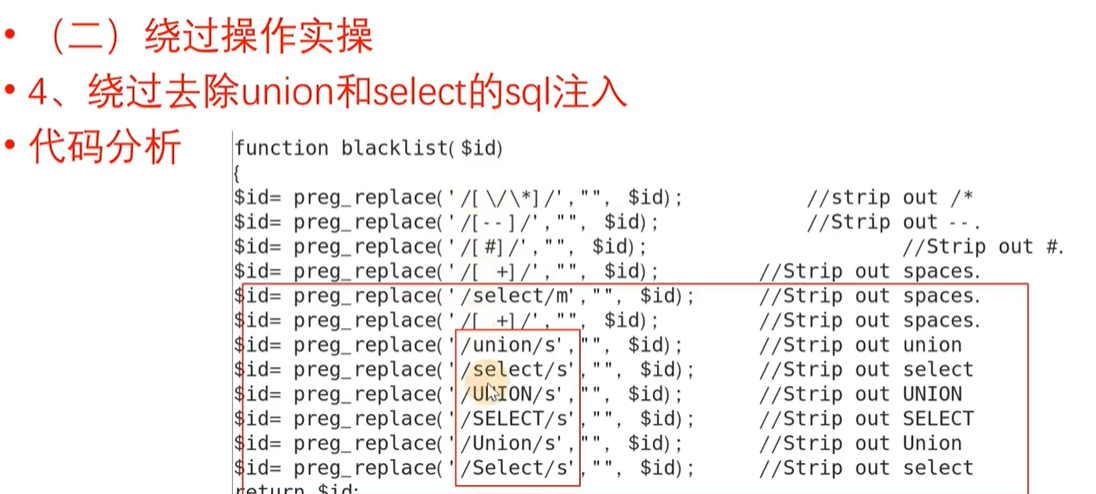 • （二）绕过操作实操
• 4、绕过去除union和select的sql注入
• 代码分析
function blacklist($id)
{
$id= preg_replace('/[\/\*]/',"", $id); //strip out /*
$id= preg_replace('/[--]/',"", $id); //Strip out --.
$id= preg_replace('/[#]/',"", $id); //Strip out #.
$id= preg_replace('/[ +]/',"", $id); //Strip out spaces.
$id= preg_replace('/select/m',"", $id); //Strip out spaces.
$id= preg_replace('/[ +]/',"", $id); //Strip out spaces.
$id= preg_replace('/union/s',"", $id); //Strip out union
$id= preg_replace('/select/s',"", $id); //Strip out select
$id= preg_replace('/UNION/s',"", $id); //Strip out UNION
$id= preg_replace('/SELECT/s',"", $id); //Strip out SELECT
$id= preg_replace('/Union/s',"", $id); //Strip out Union
$id= preg_replace('/Select/s',"", $id); //Strip out select
return $id;